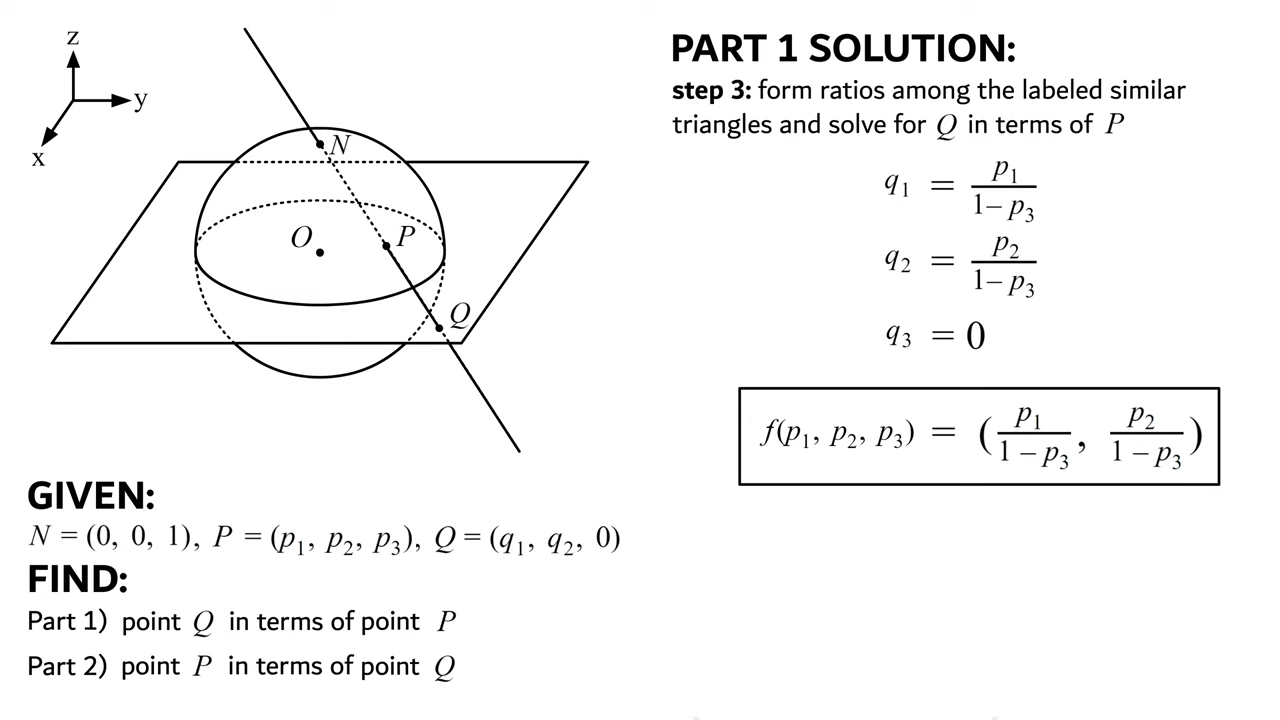 z
y
x
N
O
P
Q
GIVEN:
N = (0, 0, 1), P = (p₁, p₂, p₃), Q = (q₁, q₂, 0)
FIND:
Part 1) point Q in terms of point P
Part 2) point P in terms of point Q
PART 1 SOLUTION:
step 3: form ratios among the labeled similar
triangles and solve for Q in terms of P
q₁ = p₁ / 1 – p₃
q₂ = p₂ / 1 – p₃
q₃ = 0
f(p₁, p₂, p₃) = (p₁ / 1 – p₃, p₂ / 1 – p₃)